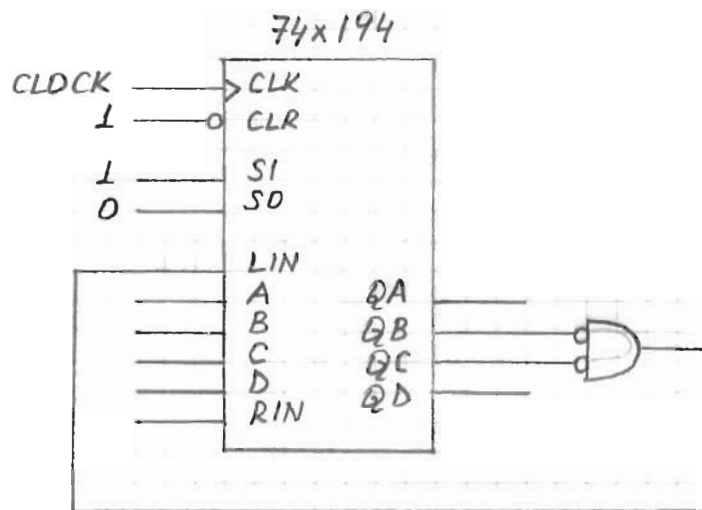 74x194
CLOCK CLK
1 CLR
1 S1
0 S0
LIN
A QA
B QB
C QC
D QD
RIN